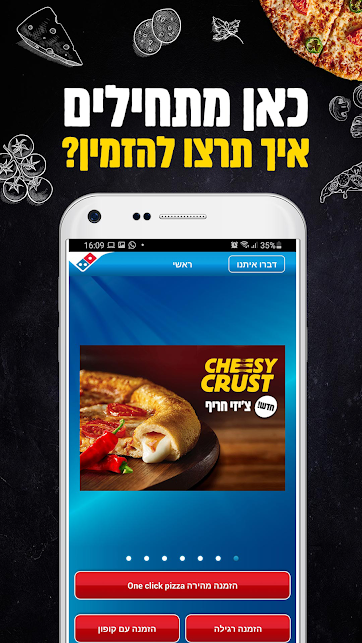 כאן מתחילים
איך תרצו להזמין?
16:09
35%
ראשי
דברו איתנו
CHEESY
CRUST
חדש!
צ'ידי חריף
הזמנה מהירה One click pizza
הזמנה רגילה
הזמנה עם קופון